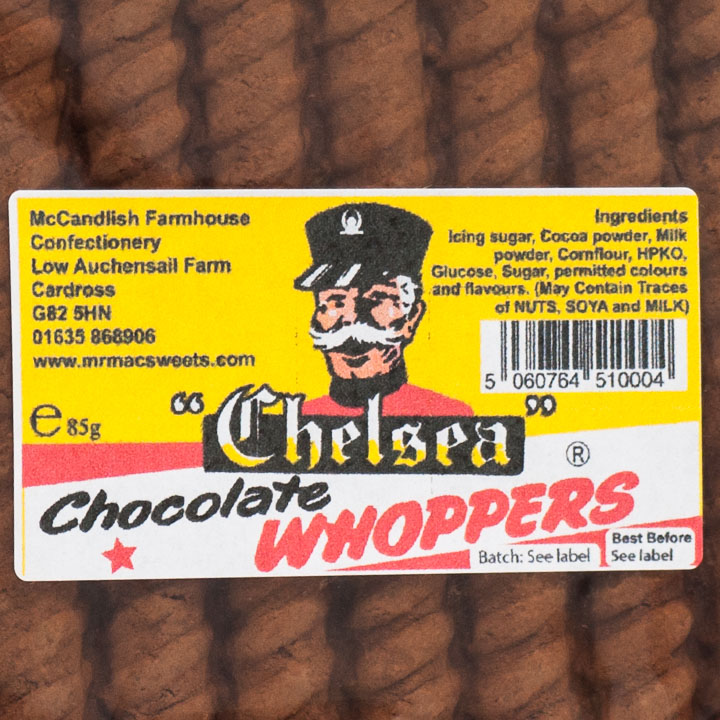 McCandlish Farmhouse
Confectionery
Low Auchensail Farm
Cardross
G82 5HN
01635 868906
www.mrmacsweets.com
e 85g
Ingredients
Icing sugar, Cocoa powder, Milk
powder, Cornflour, HPKO,
Glucose, Sugar, permitted colours
and flavours. (May Contain Traces
of NUTS, SOYA and MILK)
5 060764 510004
“Chelsea”
®
Chocolate
WHOPPERS
Batch: See label
Best Before
See label